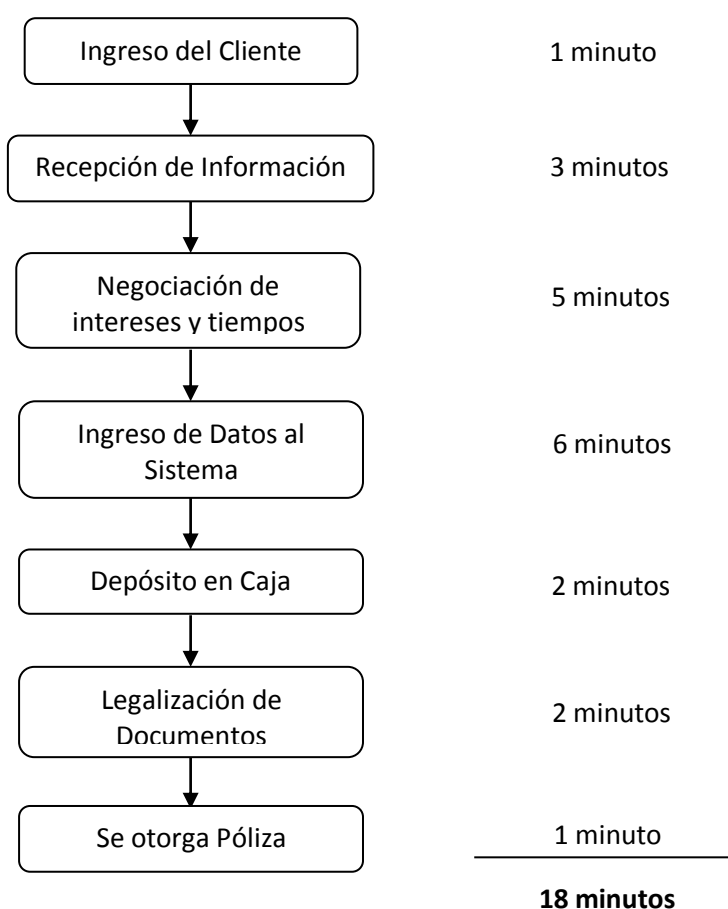 Ingreso del Cliente
1 minuto
Recepción de Información
3 minutos
Negociación de
intereses y tiempos
5 minutos
Ingreso de Datos al
Sistema
6 minutos
Depósito en Caja
2 minutos
Legalización de
Documentos
2 minutos
Se otorga Póliza
1 minuto
18 minutos